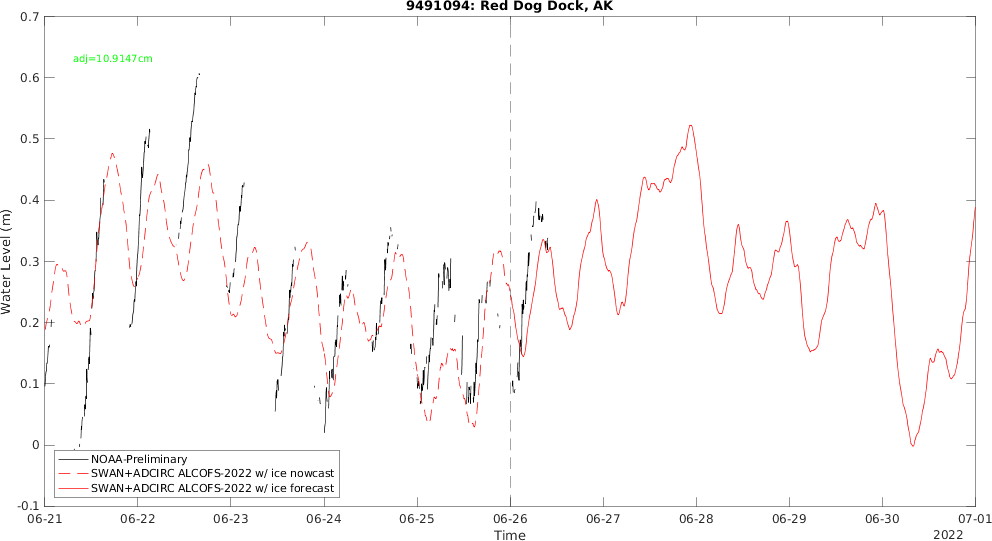 9491094: Red Dog Dock, AK
adj=10.9147cm
Water Level (m)
0.7
0.6
0.5
0.4
0.3
0.2
0.1
0
-0.1
NOAA-Preliminary
SWAN+ADCIRC ALCOFS-2022 w/ ice nowcast
SWAN+ADCIRC ALCOFS-2022 w/ ice forecast
06-21 06-22 06-23 06-24 06-25 06-26 06-27 06-28 06-29 06-30 07-01
Time
2022